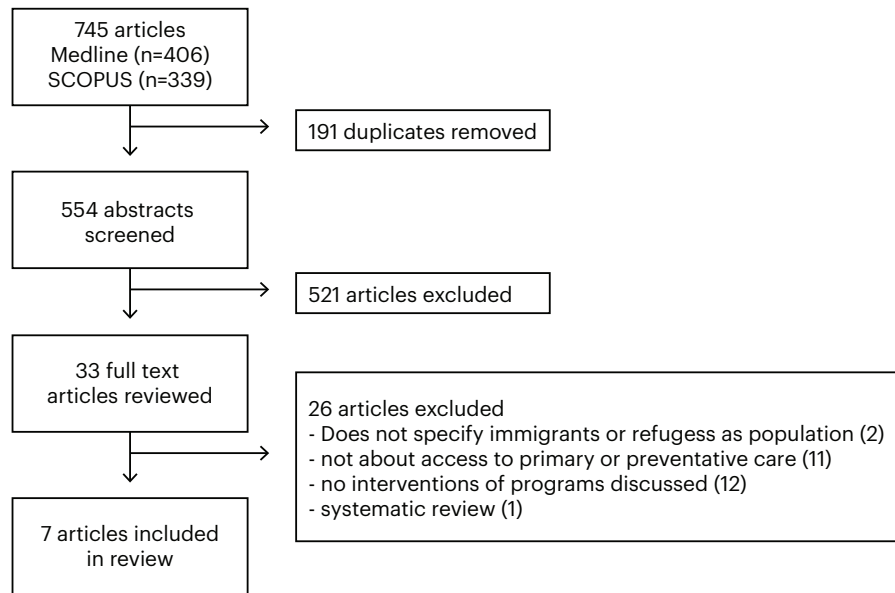 745 articles
Medline (n=406)
SCOPUS (n=339)
191 duplicates removed
554 abstracts
screened
521 articles excluded
33 full text
articles reviewed
26 articles excluded
- Does not specify immigrants or refugess as population (2)
- not about access to primary or preventative care (11)
- no interventions of programs discussed (12)
- systematic review (1)
7 articles included
in review